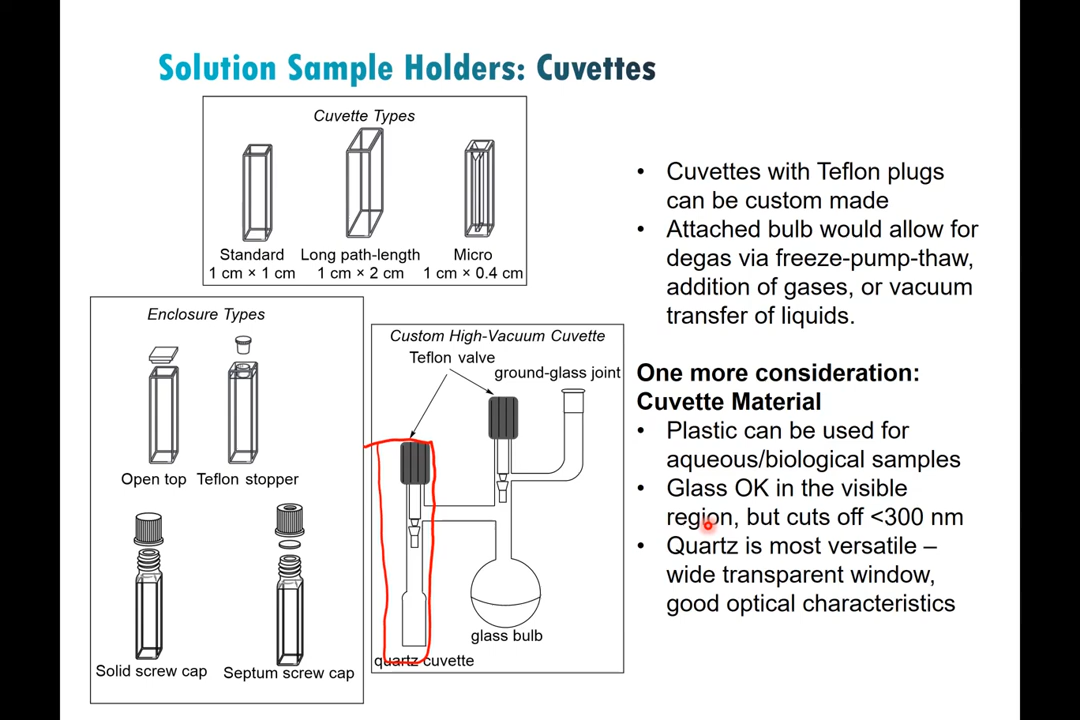 Solution Sample Holders: Cuvettes
Cuvette Types
Standard
1 cm × 1 cm
Long path-length
1 cm × 2 cm
Micro
1 cm × 0.4 cm
Enclosure Types
Open top
Teflon stopper
Solid screw cap
Septum screw cap
Custom High-Vacuum Cuvette
Teflon valve
ground-glass joint
glass bulb
quartz cuvette
• Cuvettes with Teflon plugs
can be custom made
• Attached bulb would allow for
degas via freeze-pump-thaw,
addition of gases, or vacuum
transfer of liquids.
One more consideration:
Cuvette Material
• Plastic can be used for
aqueous/biological samples
• Glass OK in the visible
region, but cuts off <300 nm
• Quartz is most versatile –
wide transparent window,
good optical characteristics